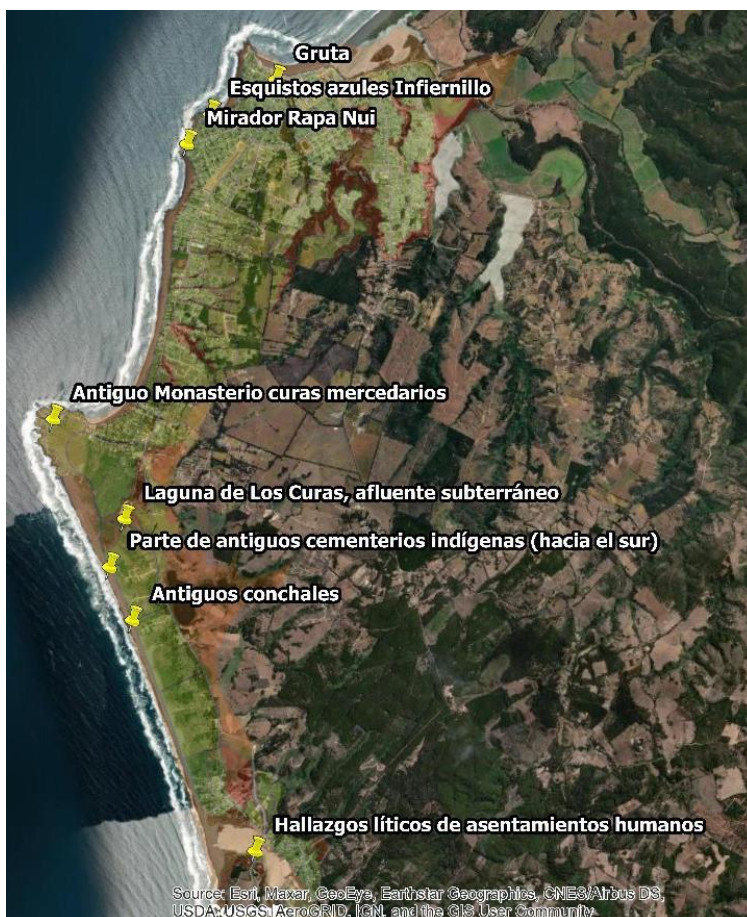 Gruta
Esquistos azules Infiernillo
Mirador Rapa Nui
Antiguo Monasterio curas mercedarios
Laguna de Los Curas, afluente subterráneo
Parte de antiguos cementerios indígenas (hacia el sur)
Antiguos conchales
Hallazgos líticos de asentamientos humanos
Source: Esri, Maxar, GeoEye, Earthstar Geographics, CNES/Airbus DS,
USDA, USGS, AeroGRID, IGN, and the GIS User Community